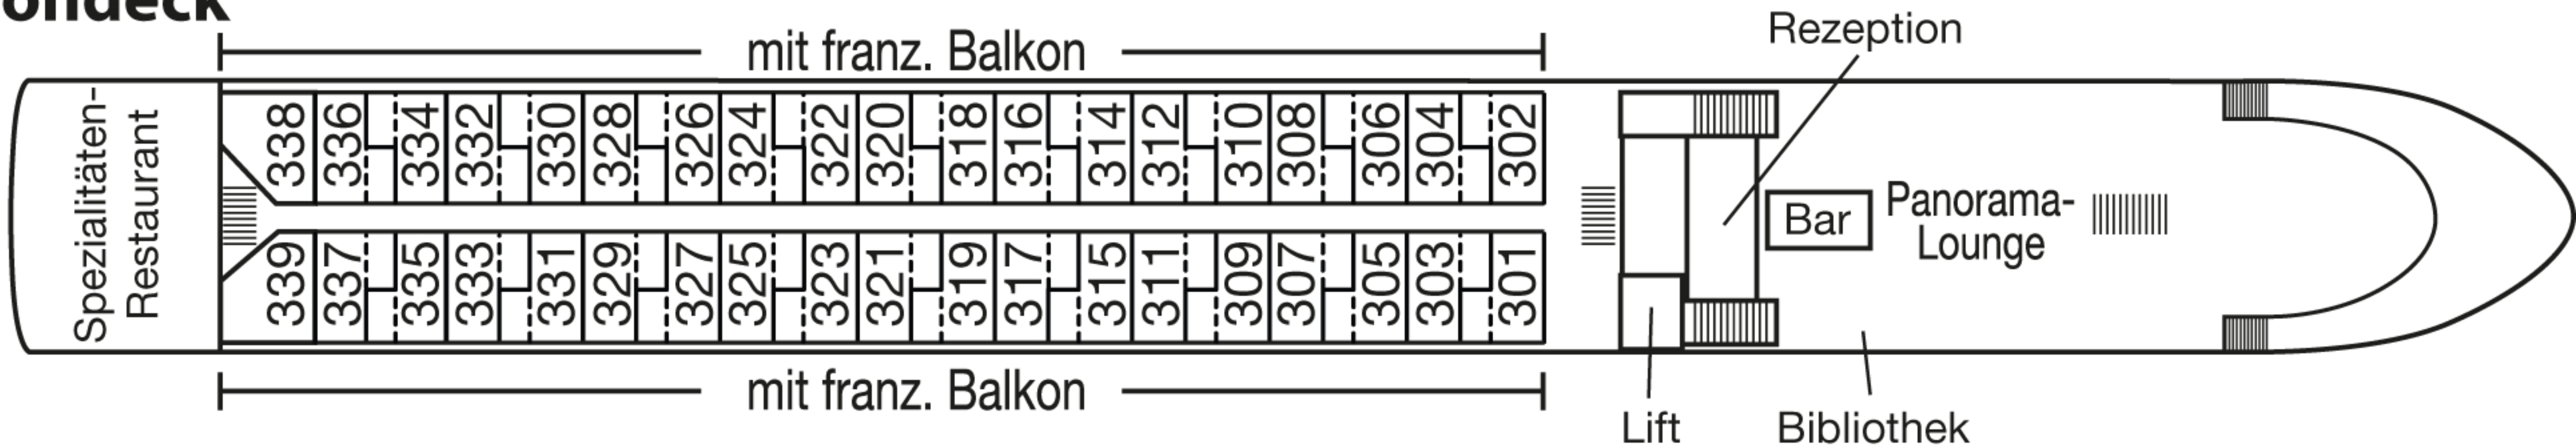 ondeck
mit franz. Balkon
Rezeption
Spezialitäten-
Restaurant
338 336 334 332 330 328 326 324 322 320 318 316 314 312 310 308 306 304 302
339 337 335 333 331 329 327 325 323 321 319 317 315 311 309 307 305 303 301
Bar
Panorama-
Lounge
mit franz. Balkon
Lift
Bibliothek